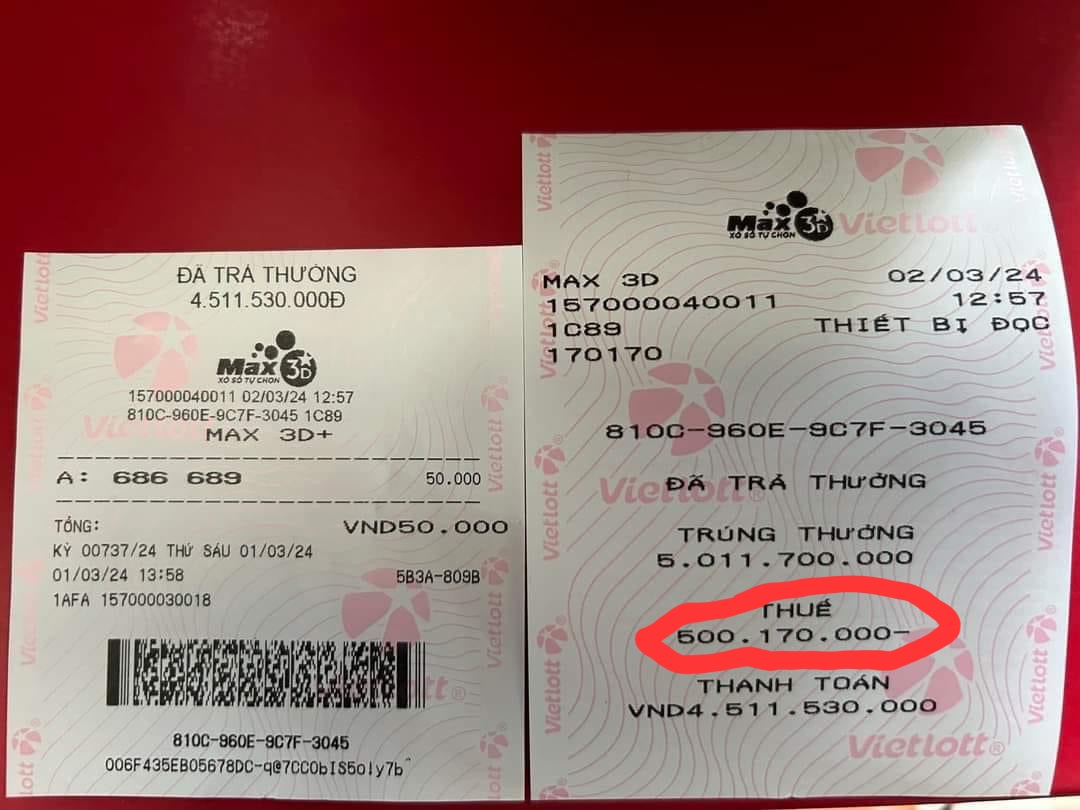 ĐÃ TRẢ THƯỞNG
4.511.530.000Đ
Max 3D
XỔ SỐ TỰ CHỌN
157000040011 02/03/24 12:57
810C-960E-9C7F-3045 1C89
MAX 3D+
A: 686 689 50.000
TỔNG: VND50.000
KỲ 00737/24 THỨ SÁU 01/03/24
01/03/24 13:58 5B3A-809B
1AFA 157000030018
810C-960E-9C7F-3045
Max 3D
XỔ SỐ TỰ CHỌN
Vietlott
MAX 3D 02/03/24
157000040011 12:57
1C89 THIẾT BỊ ĐỌC
170170
810C-960E-9C7F-3045
ĐÃ TRẢ THƯỞNG
Vietlott®
TRÚNG THƯỞNG
5.011.700.000
THUẾ
500.170.000-
THANH TOÁN
VND4.511.530.000
Vietlott®